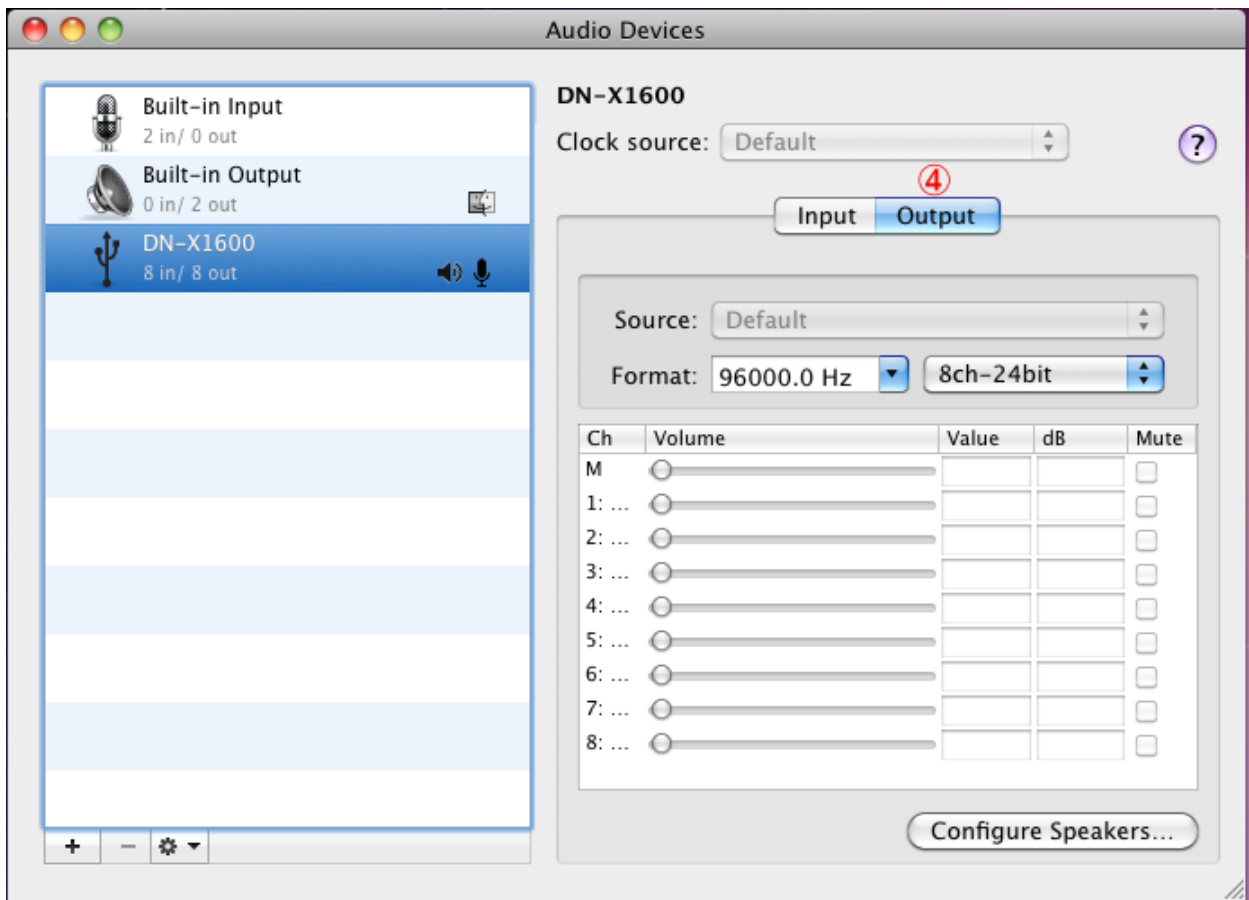 Audio Devices
Built-in Input
2 in/ 0 out
Built-in Output
0 in/ 2 out
DN-X1600
8 in/ 8 out
DN-X1600
Clock source: Default
?
④
Input Output
Source: Default
Format: 96000.0 Hz 8ch-24bit
Ch Volume Value dB Mute
M
1: ...
2: ...
3: ...
4: ...
5: ...
6: ...
7: ...
8: ...
Configure Speakers...